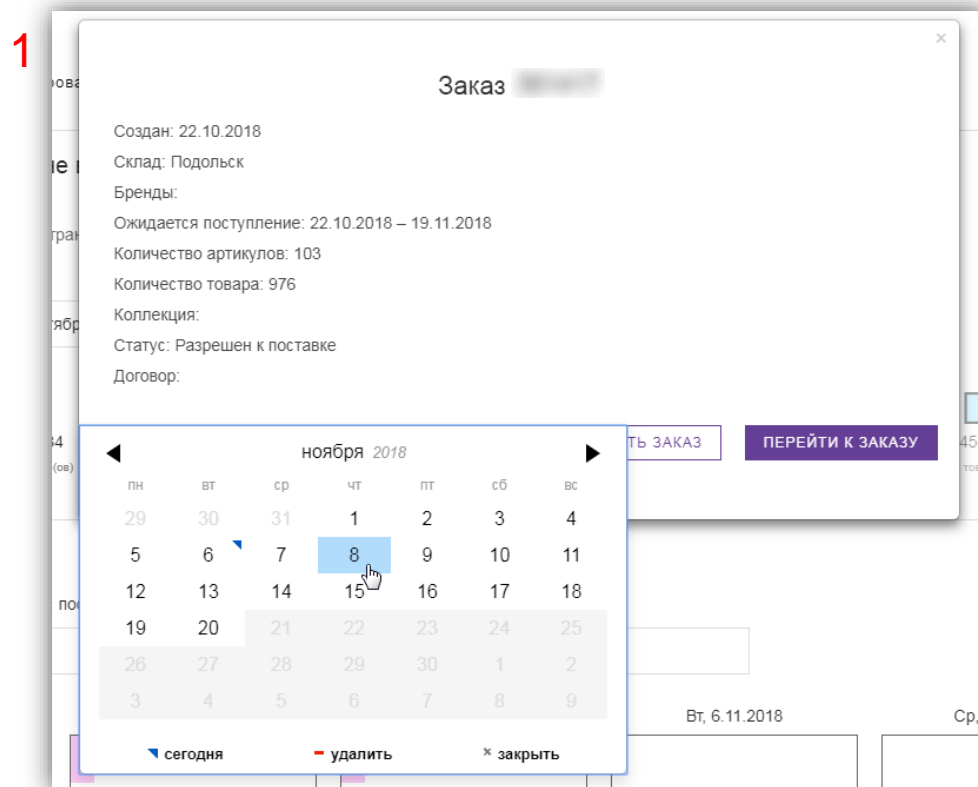 1
×
Заказ
Создан: 22.10.2018
Склад: Подольск
Бренды:
Ожидается поступление: 22.10.2018 – 19.11.2018
Количество артикулов: 103
Количество товара: 976
Коллекция:
Статус: Разрешен к поставке
Договор:
ТЬ ЗАКАЗ ПЕРЕЙТИ К ЗАКАЗУ
ноября 2018
пн вт ср чт пт сб вс
29 30 31 1 2 3 4
5 6 7 8 9 10 11
12 13 14 15 16 17 18
19 20 21 22 23 24 25
26 27 28 29 30 1 2
3 4 5 6 7 8 9
сегодня удалить × закрыть
Вт, 6.11.2018 Ср,